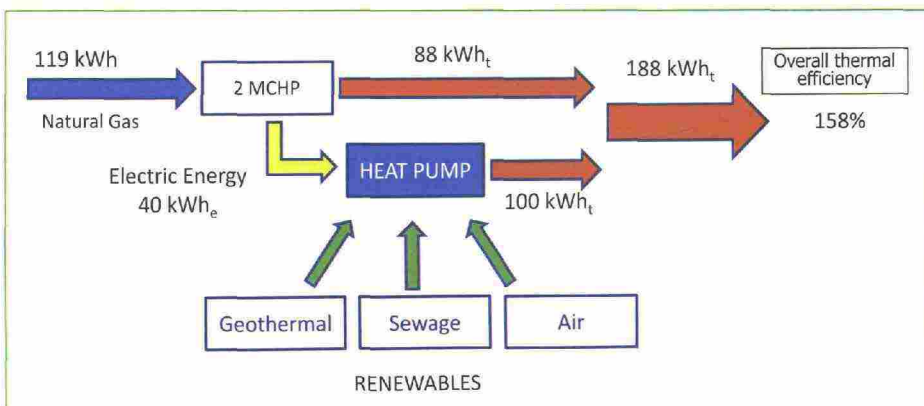 119 kWh
Natural Gas
2 MCHP
88 kWhₜ
188 kWhₜ
Overall thermal
efficiency
158%
Electric Energy
40 kWhₑ
HEAT PUMP
100 kWhₜ
Geothermal
Sewage
Air
RENEWABLES